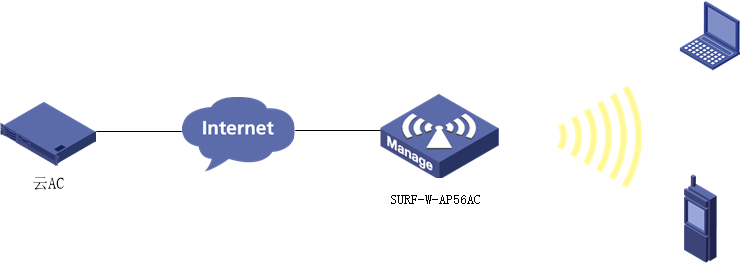 Internet
Manage
云AC
SURF-W-AP56AC